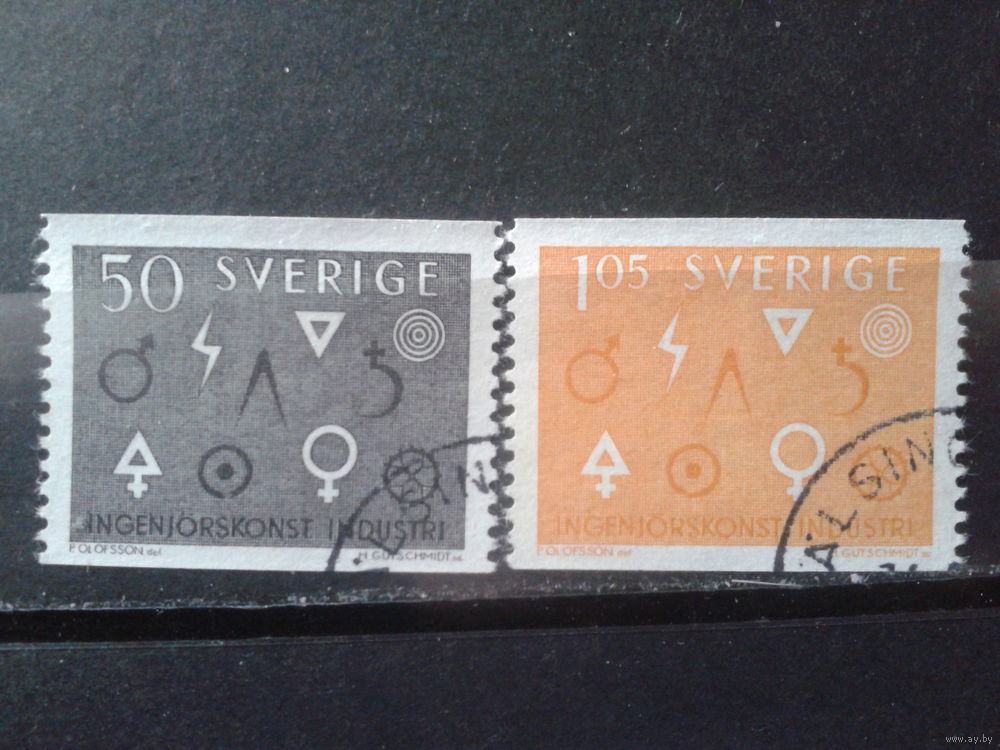 50 SVERIGE
INGENJÖRSKONST INDUSTRI
P. OLOFSSON del. H. GUTSCHMIDT sc.
1 05 SVERIGE
INGENJÖRSKONST INDUSTRI
P. OLOFSSON del. GUTSCHMIDT sc.
ÄLSING
www.ay.by